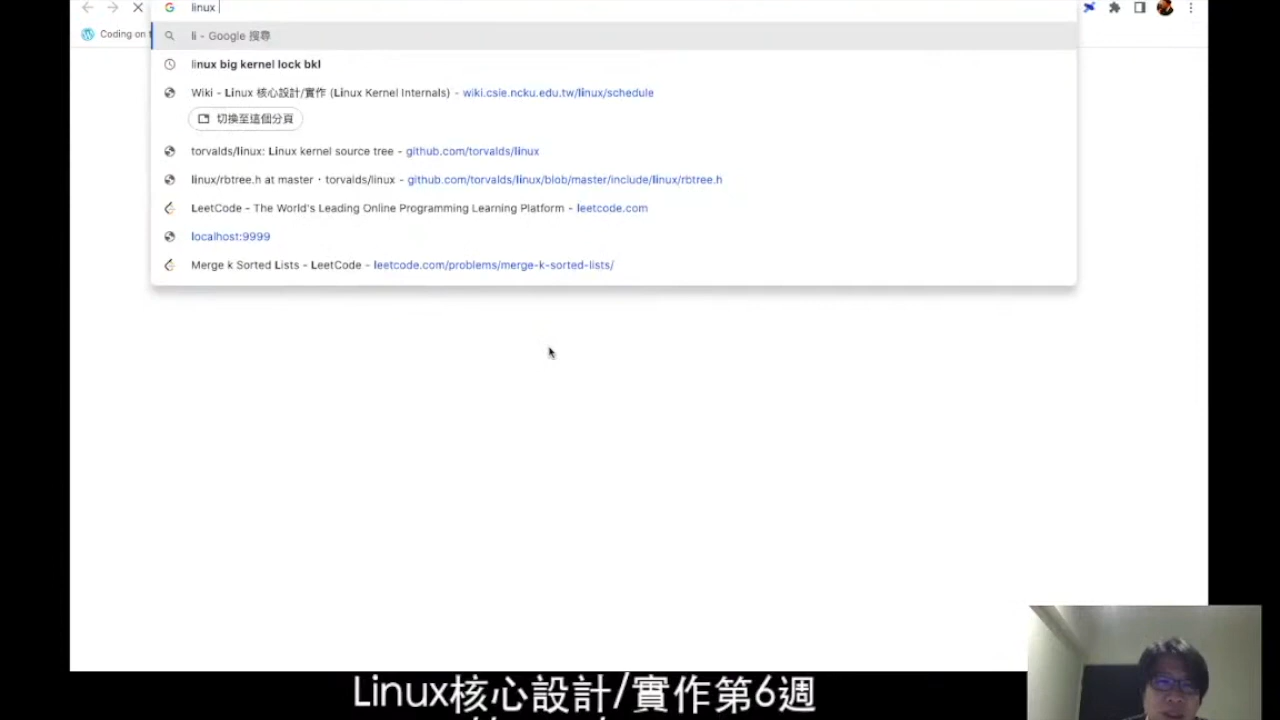 linux
Coding on t
li - Google 搜尋
linux big kernel lock bkl
Wiki - Linux 核心設計/實作 (Linux Kernel Internals) - wiki.csie.ncku.edu.tw/linux/schedule
切換至這個分頁
torvalds/linux: Linux kernel source tree - github.com/torvalds/linux
linux/rbtree.h at master · torvalds/linux - github.com/torvalds/linux/blob/master/include/linux/rbtree.h
LeetCode - The World's Leading Online Programming Learning Platform - leetcode.com
localhost:9999
Merge k Sorted Lists - LeetCode - leetcode.com/problems/merge-k-sorted-lists/
Linux核心設計/實作第6週